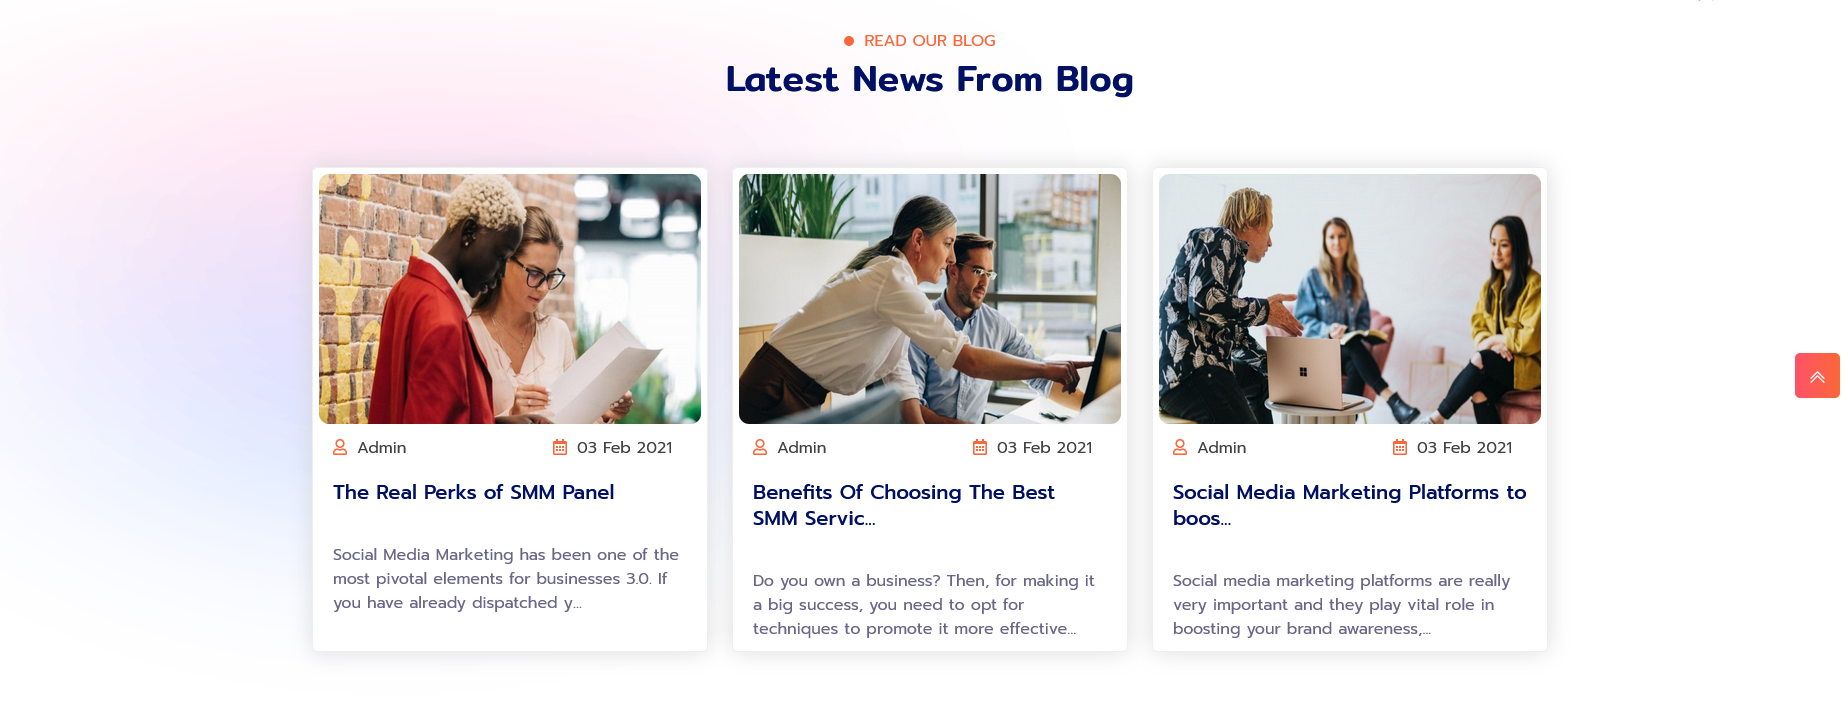 READ OUR BLOG
Latest News From Blog
Admin
03 Feb 2021
The Real Perks of SMM Panel
Social Media Marketing has been one of the
most pivotal elements for businesses 3.0. If
you have already dispatched y...
Admin
03 Feb 2021
Benefits Of Choosing The Best
SMM Servic...
Do you own a business? Then, for making it
a big success, you need to opt for
techniques to promote it more effective...
Admin
03 Feb 2021
Social Media Marketing Platforms to
boos...
Social media marketing platforms are really
very important and they play vital role in
boosting your brand awareness,...